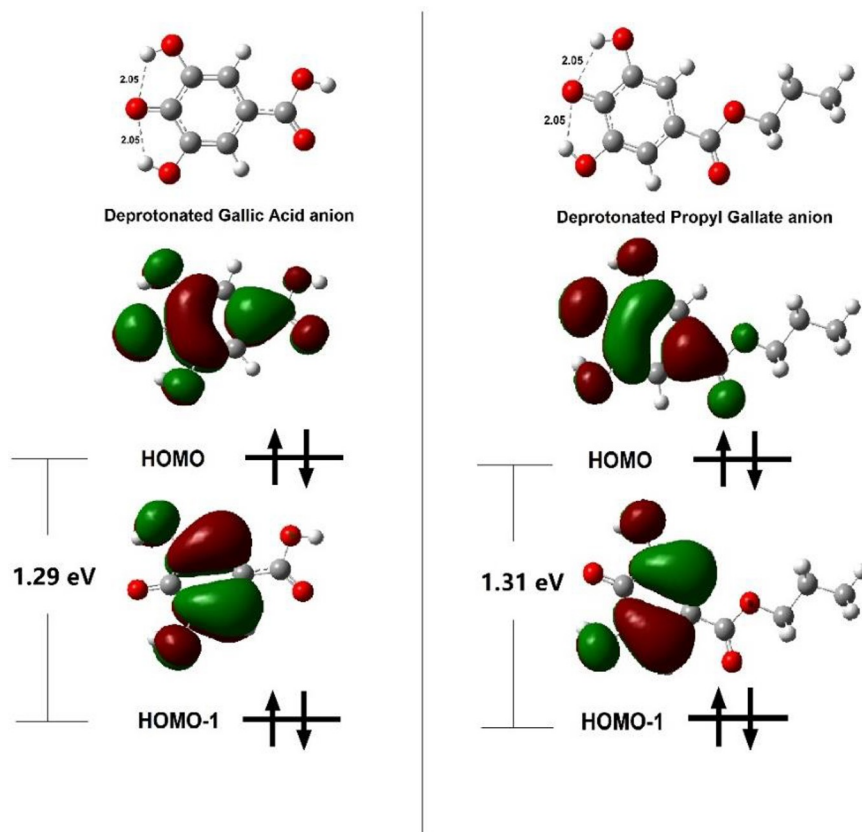 2.05
2.05
Deprotonated Gallic Acid anion
HOMO
1.29 eV
HOMO-1
2.05
2.05
Deprotonated Propyl Gallate anion
HOMO
1.31 eV
HOMO-1